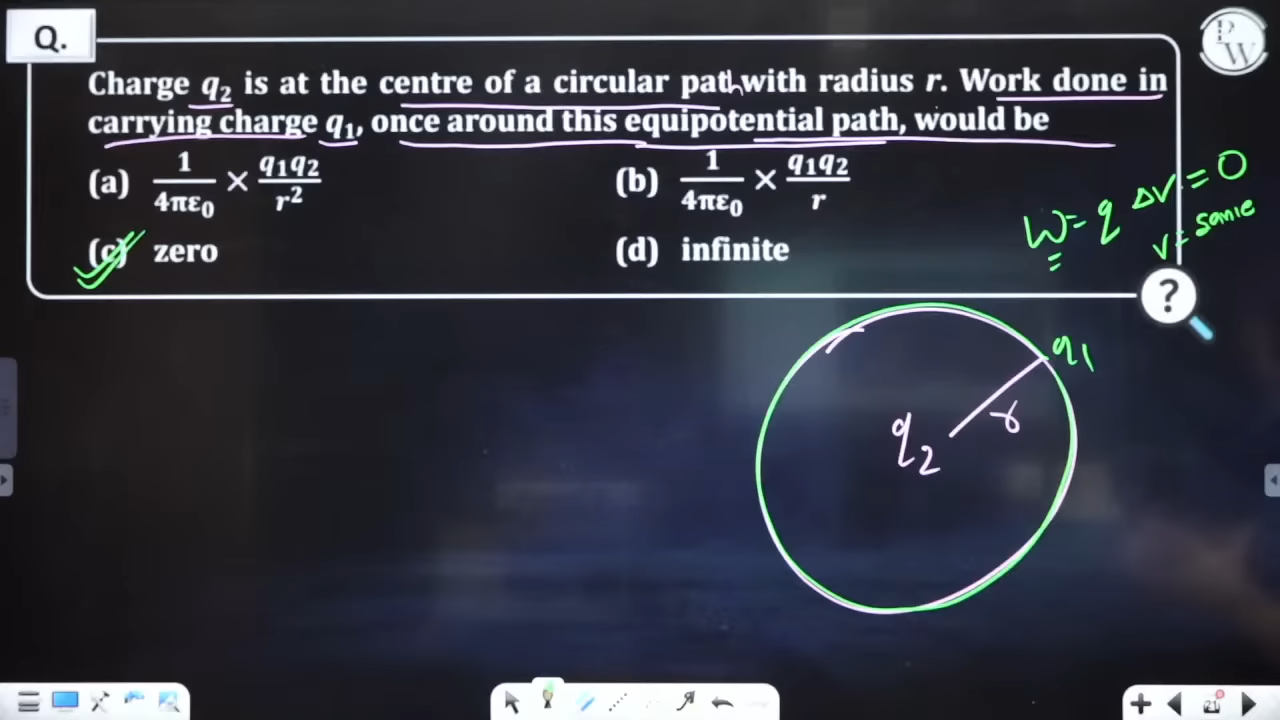 Q.
PW
Charge q₂ is at the centre of a circular path with radius r. Work done in
carrying charge q₁, once around this equipotential path, would be
(a) 1/4πε₀ × q₁q₂/r² (b) 1/4πε₀ × q₁q₂/r
(c) zero (d) infinite
W = q ΔV = 0
V = same
?
q₁
r
q₂
21